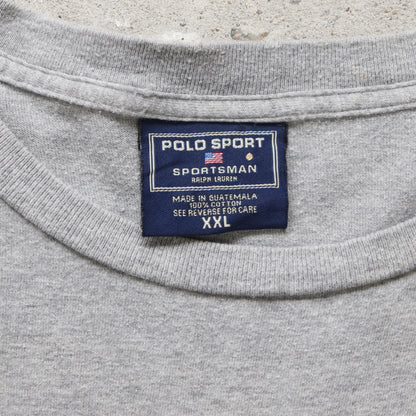 POLO SPORT
SPORTSMAN
RALPH LAUREN
MADE IN GUATEMALA
100% COTTON
SEE REVERSE FOR CARE
XXL